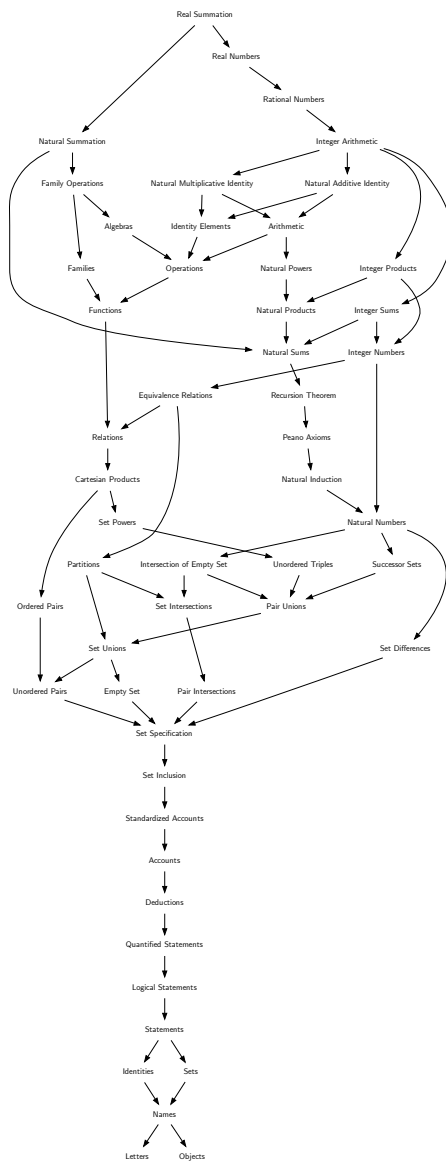 Real Summation
Real Numbers
Rational Numbers
Natural Summation
Integer Arithmetic
Family Operations
Natural Multiplicative Identity
Natural Additive Identity
Algebras
Identity Elements
Arithmetic
Families
Operations
Natural Powers
Integer Products
Functions
Natural Products
Integer Sums
Natural Sums
Integer Numbers
Equivalence Relations
Recursion Theorem
Relations
Peano Axioms
Cartesian Products
Natural Induction
Set Powers
Natural Numbers
Partitions
Intersection of Empty Set
Unordered Triples
Successor Sets
Ordered Pairs
Set Intersections
Pair Unions
Set Unions
Set Differences
Unordered Pairs
Empty Set
Pair Intersections
Set Specification
Set Inclusion
Standardized Accounts
Accounts
Deductions
Quantified Statements
Logical Statements
Statements
Identities
Sets
Names
Letters
Objects